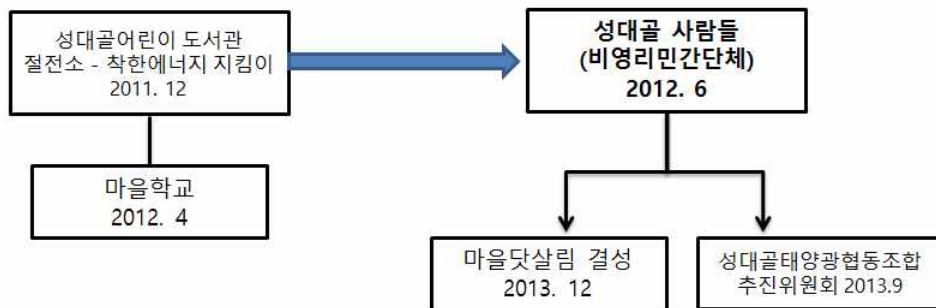 성대골어린이 도서관
절전소 - 착한에너지 지킴이
2011. 12
성대골 사람들
(비영리민간단체)
2012. 6
마을학교
2012. 4
마을닷살림 결성
2013. 12
성대골태양광협동조합
추진위원회 2013.9